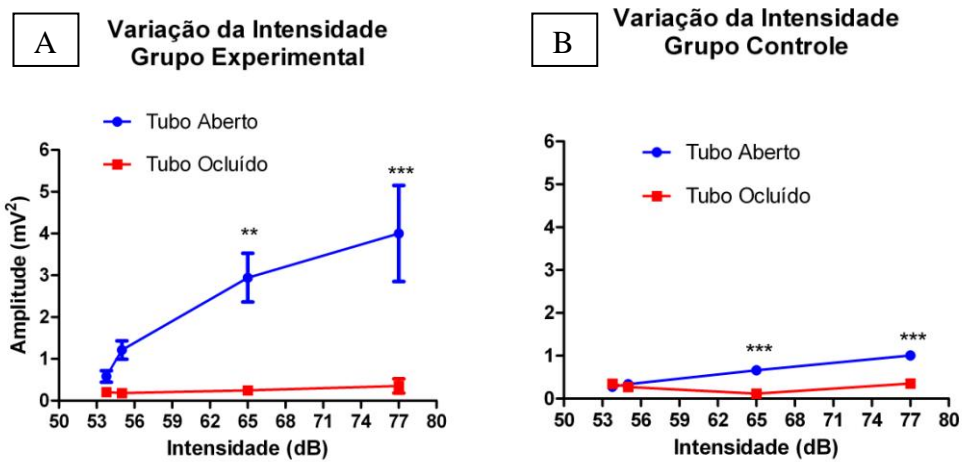 A
Variação da Intensidade
Grupo Experimental
Tubo Aberto
Tubo Ocluído
6
5
4
3
2
1
0
Amplitude (mV²)
**
***
50 53 56 59 62 65 68 71 74 77 80
Intensidade (dB)
B
Variação da Intensidade
Grupo Controle
Tubo Aberto
Tubo Ocluído
6
5
4
3
2
1
0
***
***
50 53 56 59 62 65 68 71 74 77 80
Intensidade (dB)